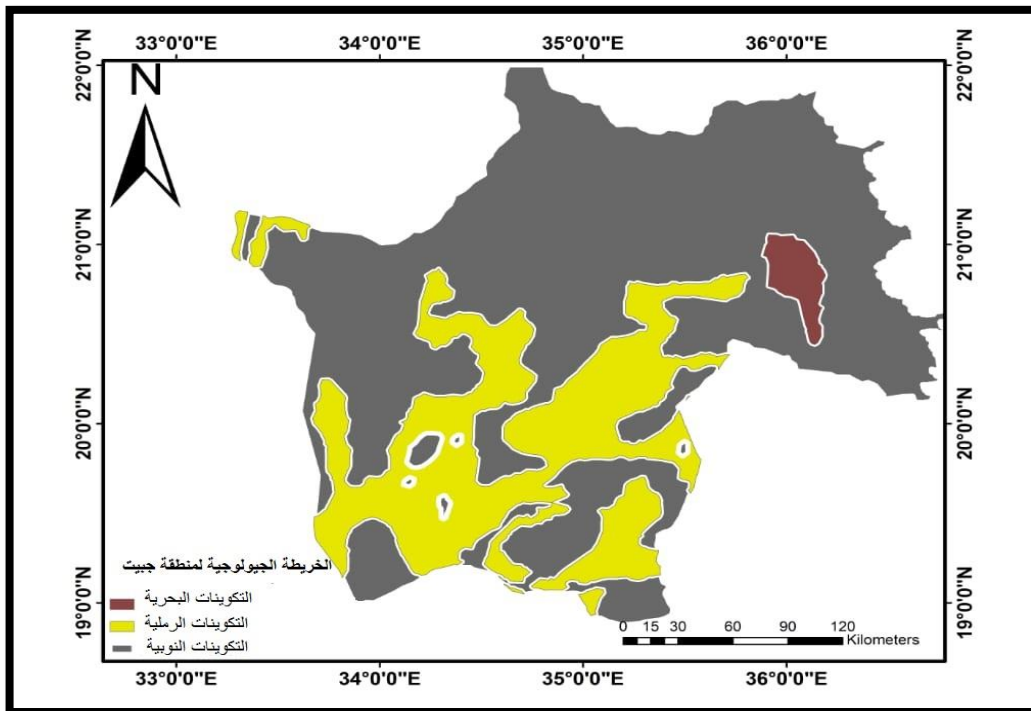 33°0'0"E 34°0'0"E 35°0'0"E 36°0'0"E
22°0'0"N 22°0'0"N
N
21°0'0"N 21°0'0"N
20°0'0"N 20°0'0"N
الخريطة الجيولوجية لمنطقة جبيت
19°0'0"N 19°0'0"N
التكوينات البحرية
التكوينات الرملية
التكوينات النوبية
0 15 30 60 90 120
Kilometers
33°0'0"E 34°0'0"E 35°0'0"E 36°0'0"E